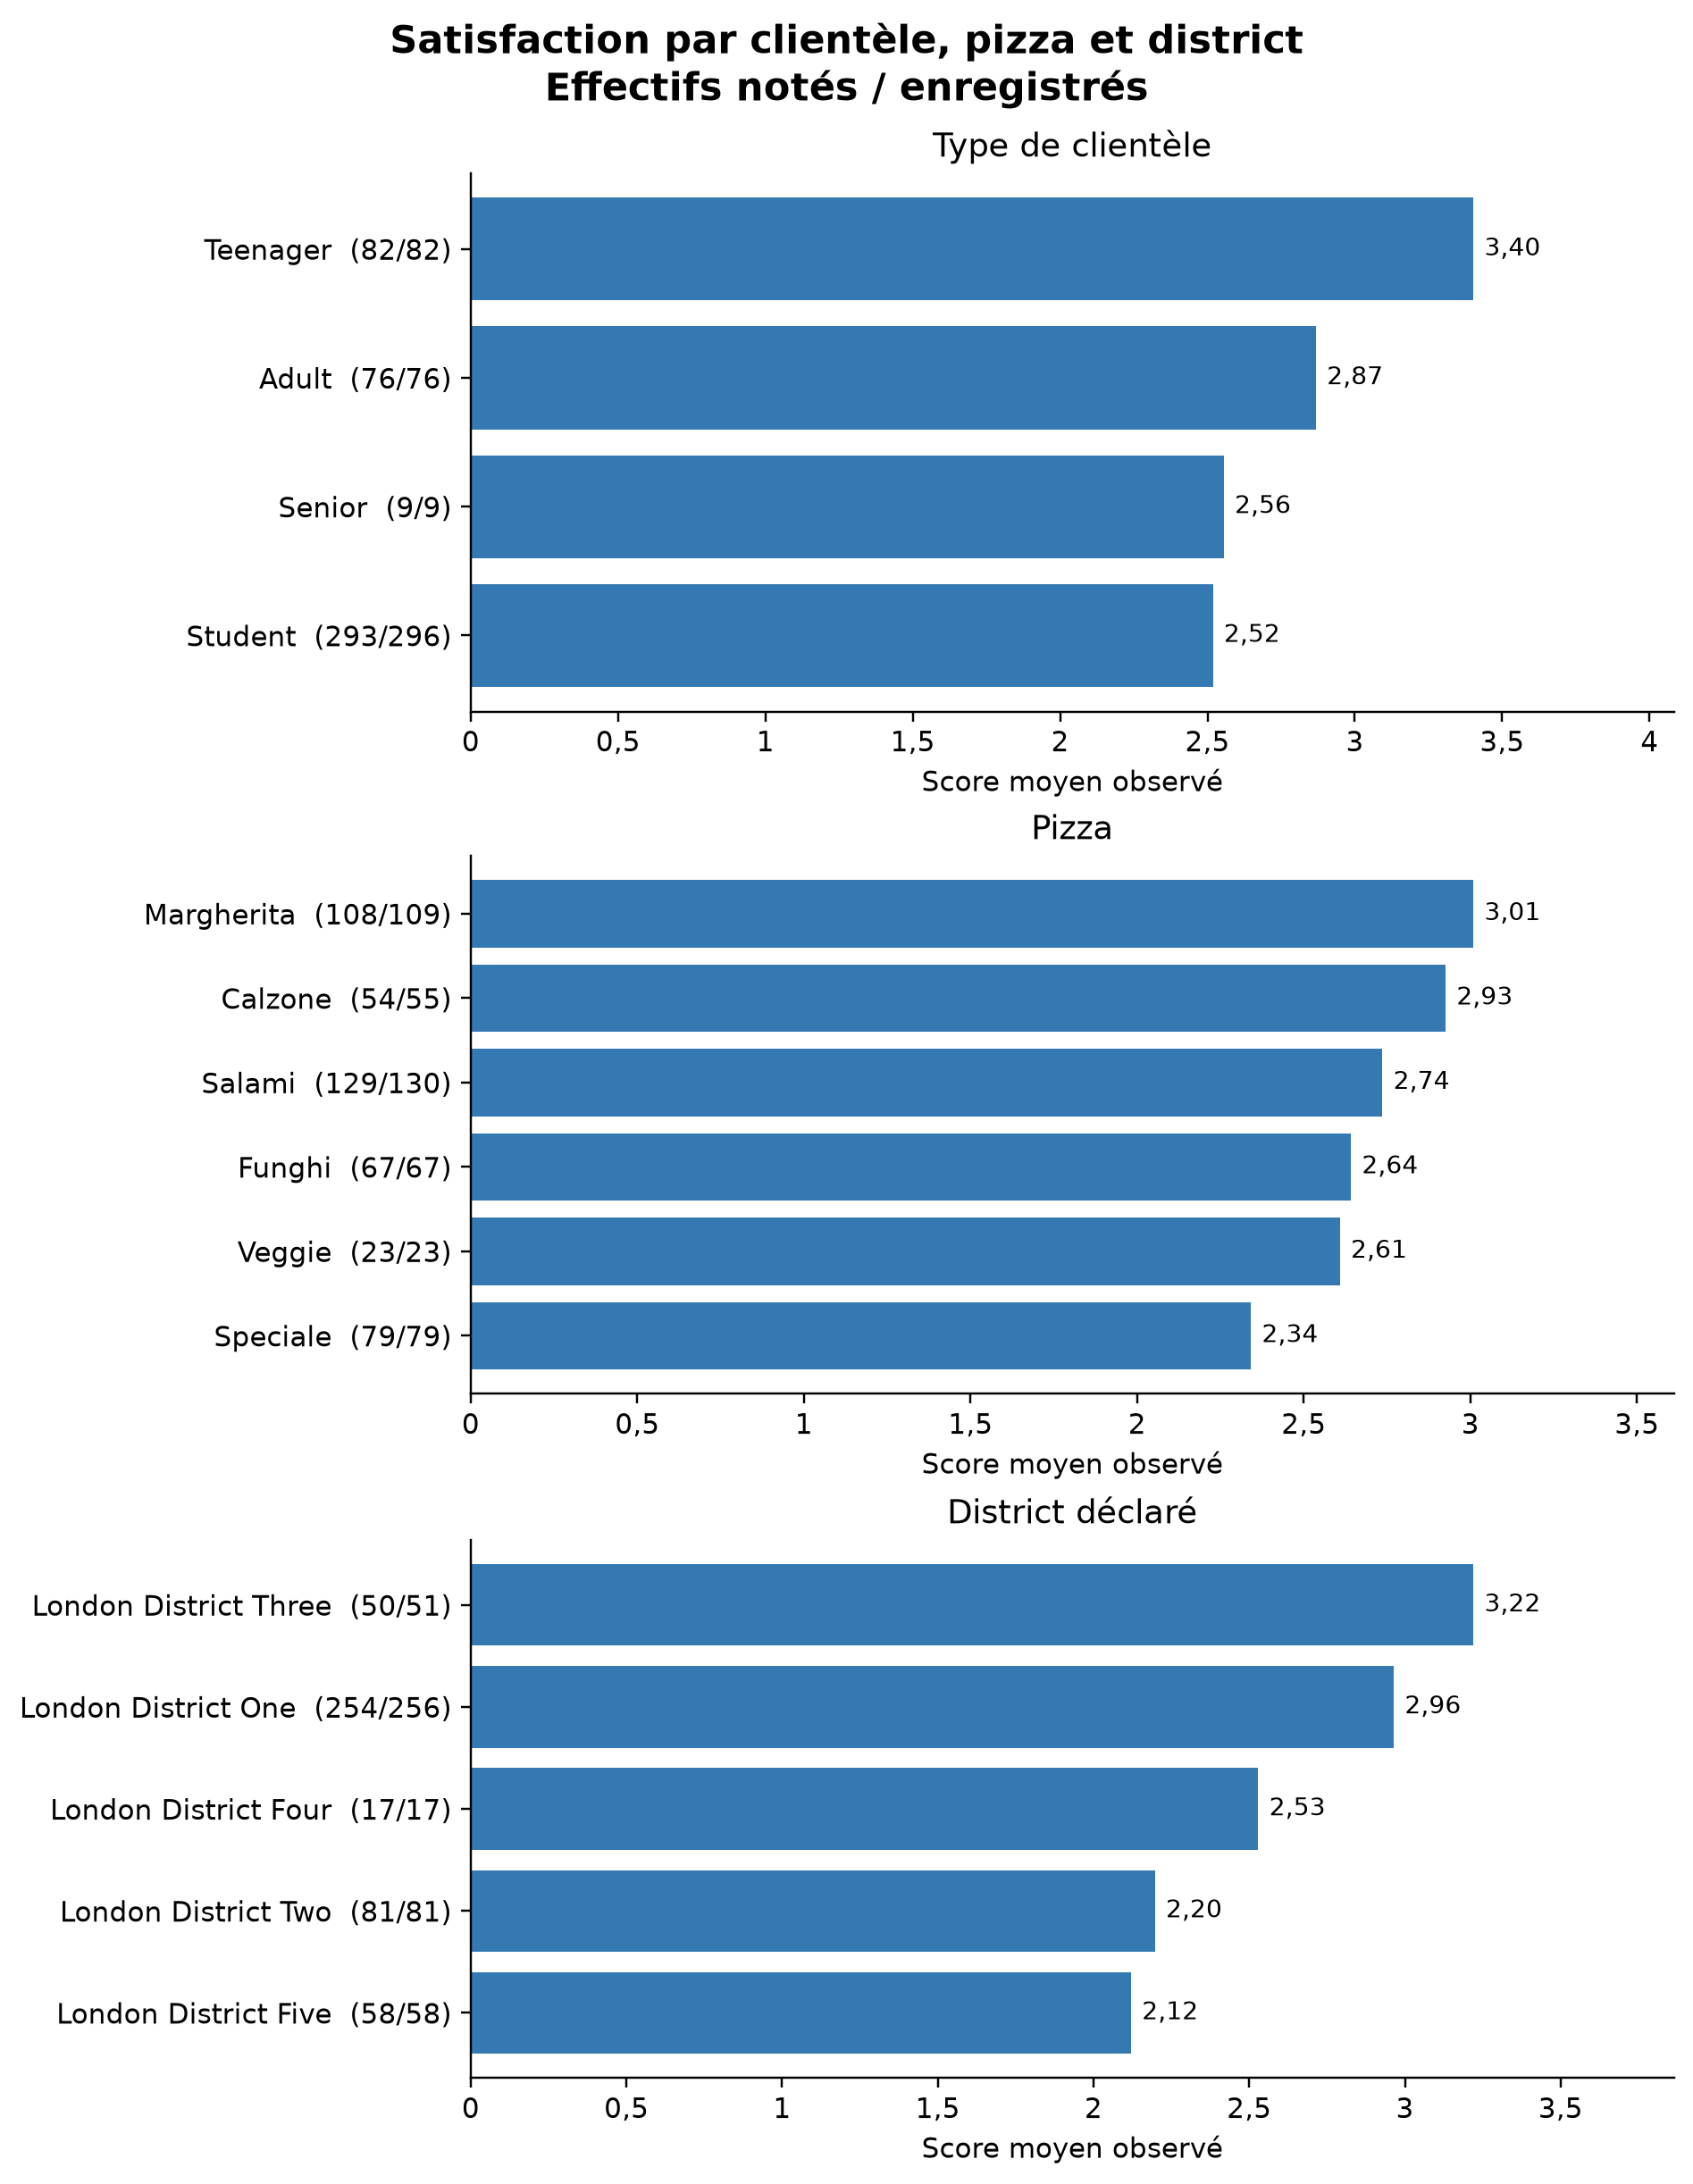 Satisfaction par clientèle, pizza et district
Effectifs notés / enregistrés
Type de clientèle
Teenager (82/82)
3,40
Adult (76/76)
2,87
Senior (9/9)
2,56
Student (293/296)
2,52
0 0,5 1 1,5 2 2,5 3 3,5 4
Score moyen observé
Pizza
Margherita (108/109)
3,01
Calzone (54/55)
2,93
Salami (129/130)
2,74
Funghi (67/67)
2,64
Veggie (23/23)
2,61
Speciale (79/79)
2,34
0 0,5 1 1,5 2 2,5 3 3,5
Score moyen observé
District déclaré
London District Three (50/51)
3,22
London District One (254/256)
2,96
London District Four (17/17)
2,53
London District Two (81/81)
2,20
London District Five (58/58)
2,12
0 0,5 1 1,5 2 2,5 3 3,5
Score moyen observé